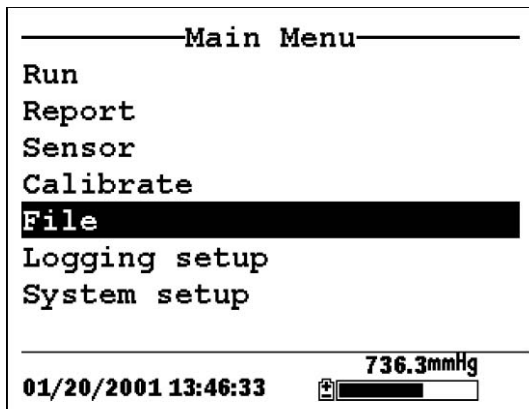 Main Menu
Run
Report
Sensor
Calibrate
File
Logging setup
System setup
736.3mmHg
01/20/2001 13:46:33